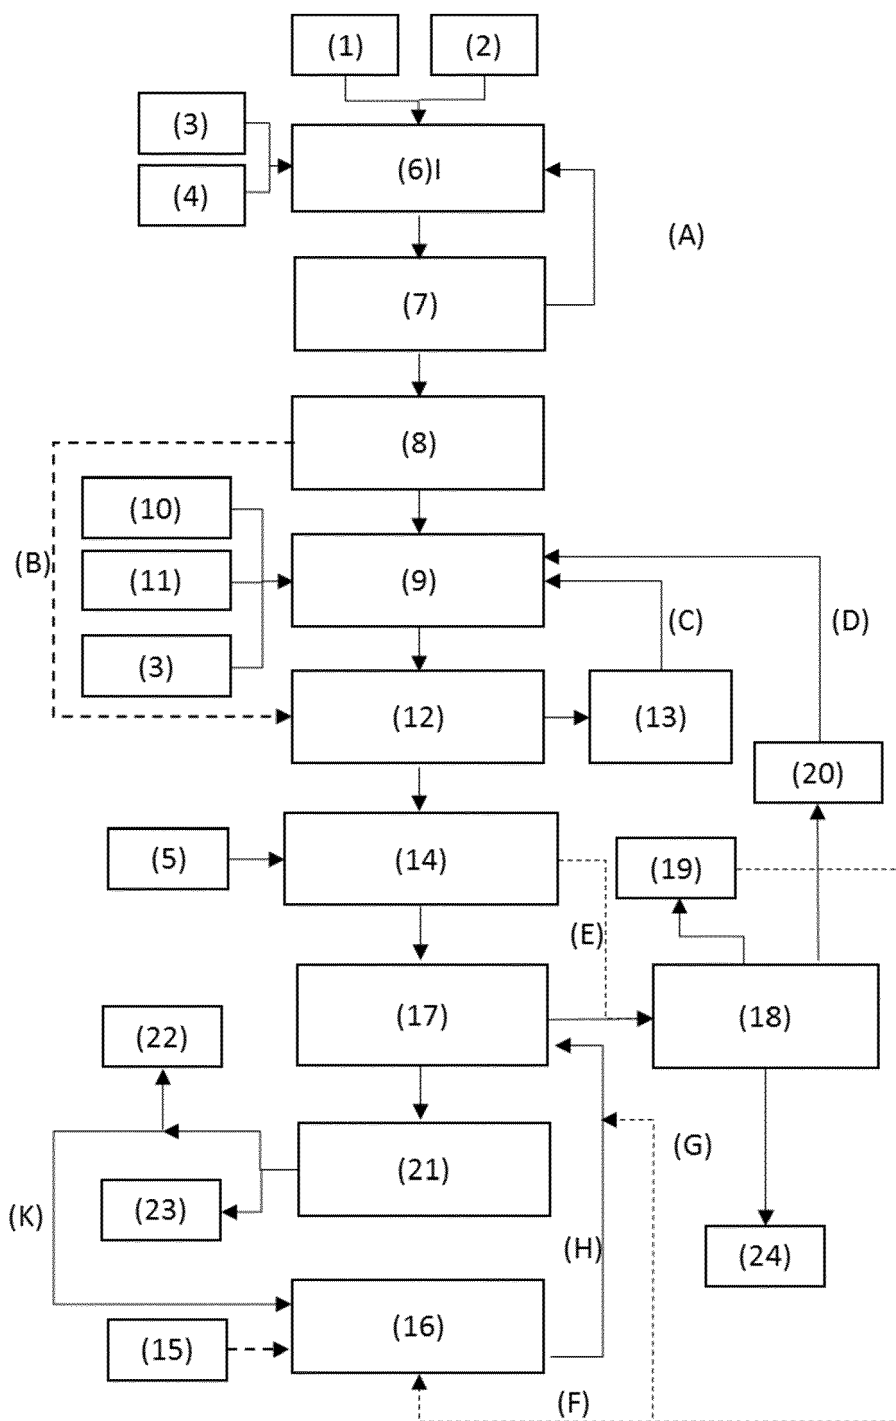 (1)
(2)
(3)
(4)
(6)I
(A)
(7)
(8)
(10)
(B)
(11)
(9)
(C)
(D)
(3)
(12)
(13)
(20)
(5)
(14)
(19)
(E)
(17)
(18)
(22)
(G)
(21)
(K)
(23)
(H)
(24)
(16)
(15)
(F)